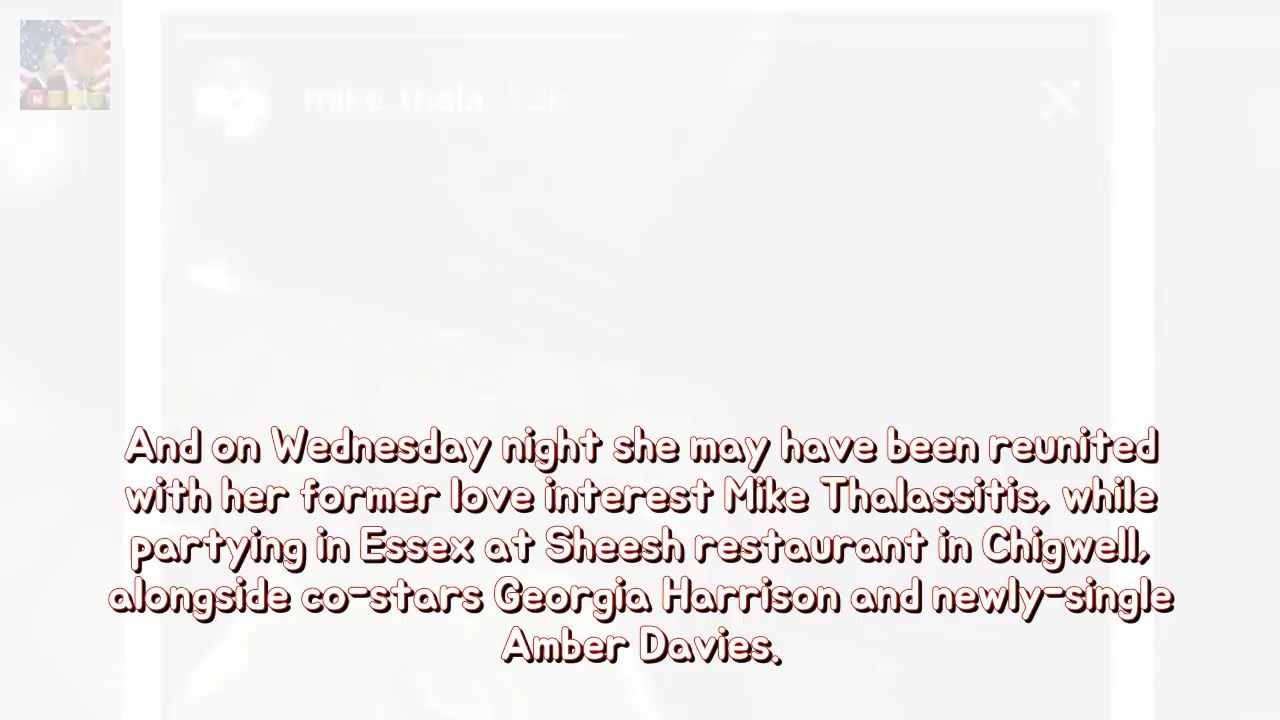 mike_thala
And on Wednesday night she may have been reunited
with her former love interest Mike Thalassitis, while
partying in Essex at Sheesh restaurant in Chigwell,
alongside co-stars Georgia Harrison and newly-single
Amber Davies.